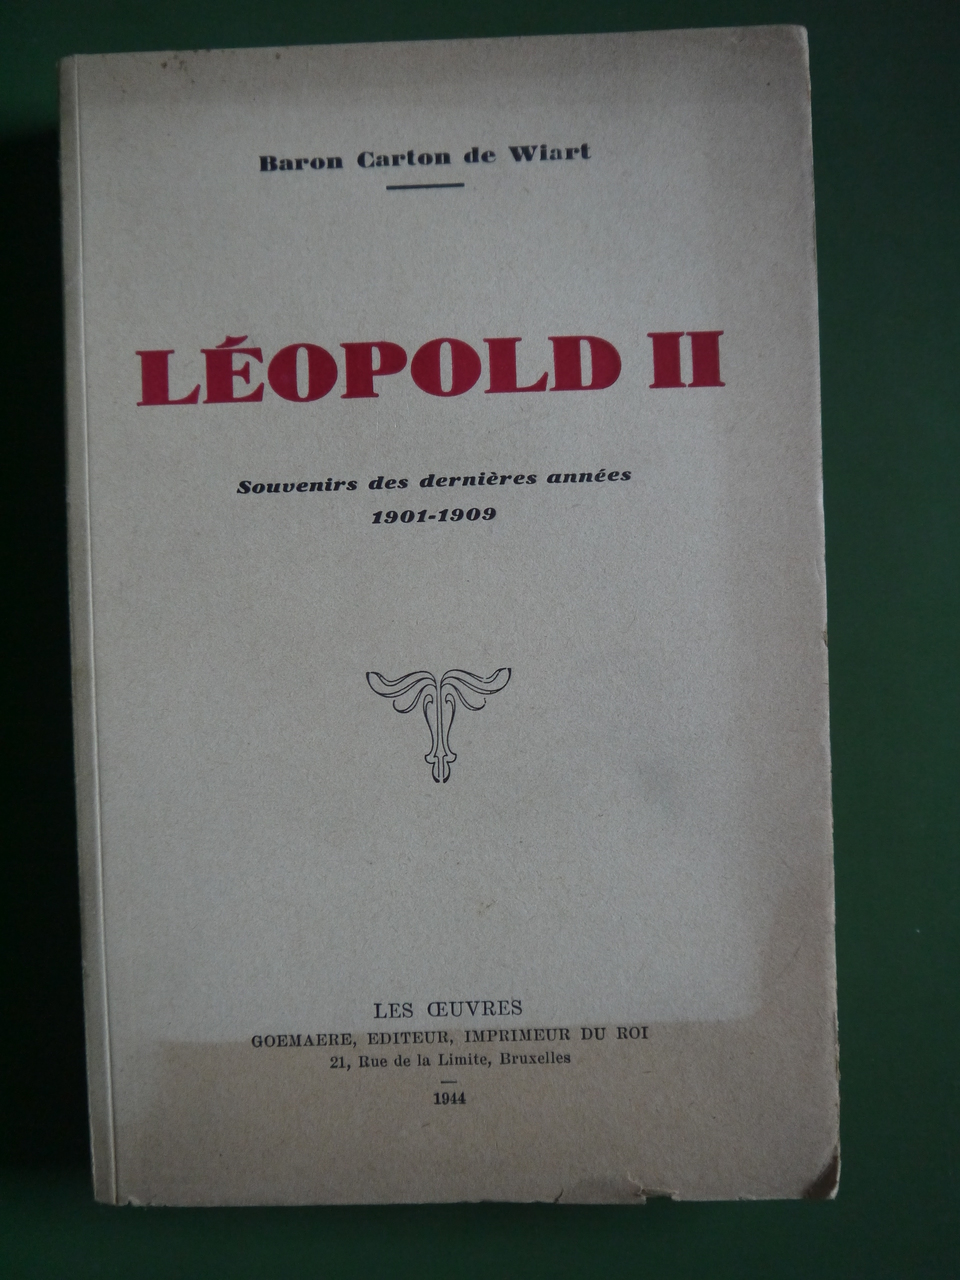 Baron Carton de Wiart
LÉOPOLD II
Souvenirs des dernières années
1901-1909
LES ŒUVRES
GOEMAERE, EDITEUR, IMPRIMEUR DU ROI
21, Rue de la Limite, Bruxelles
1944